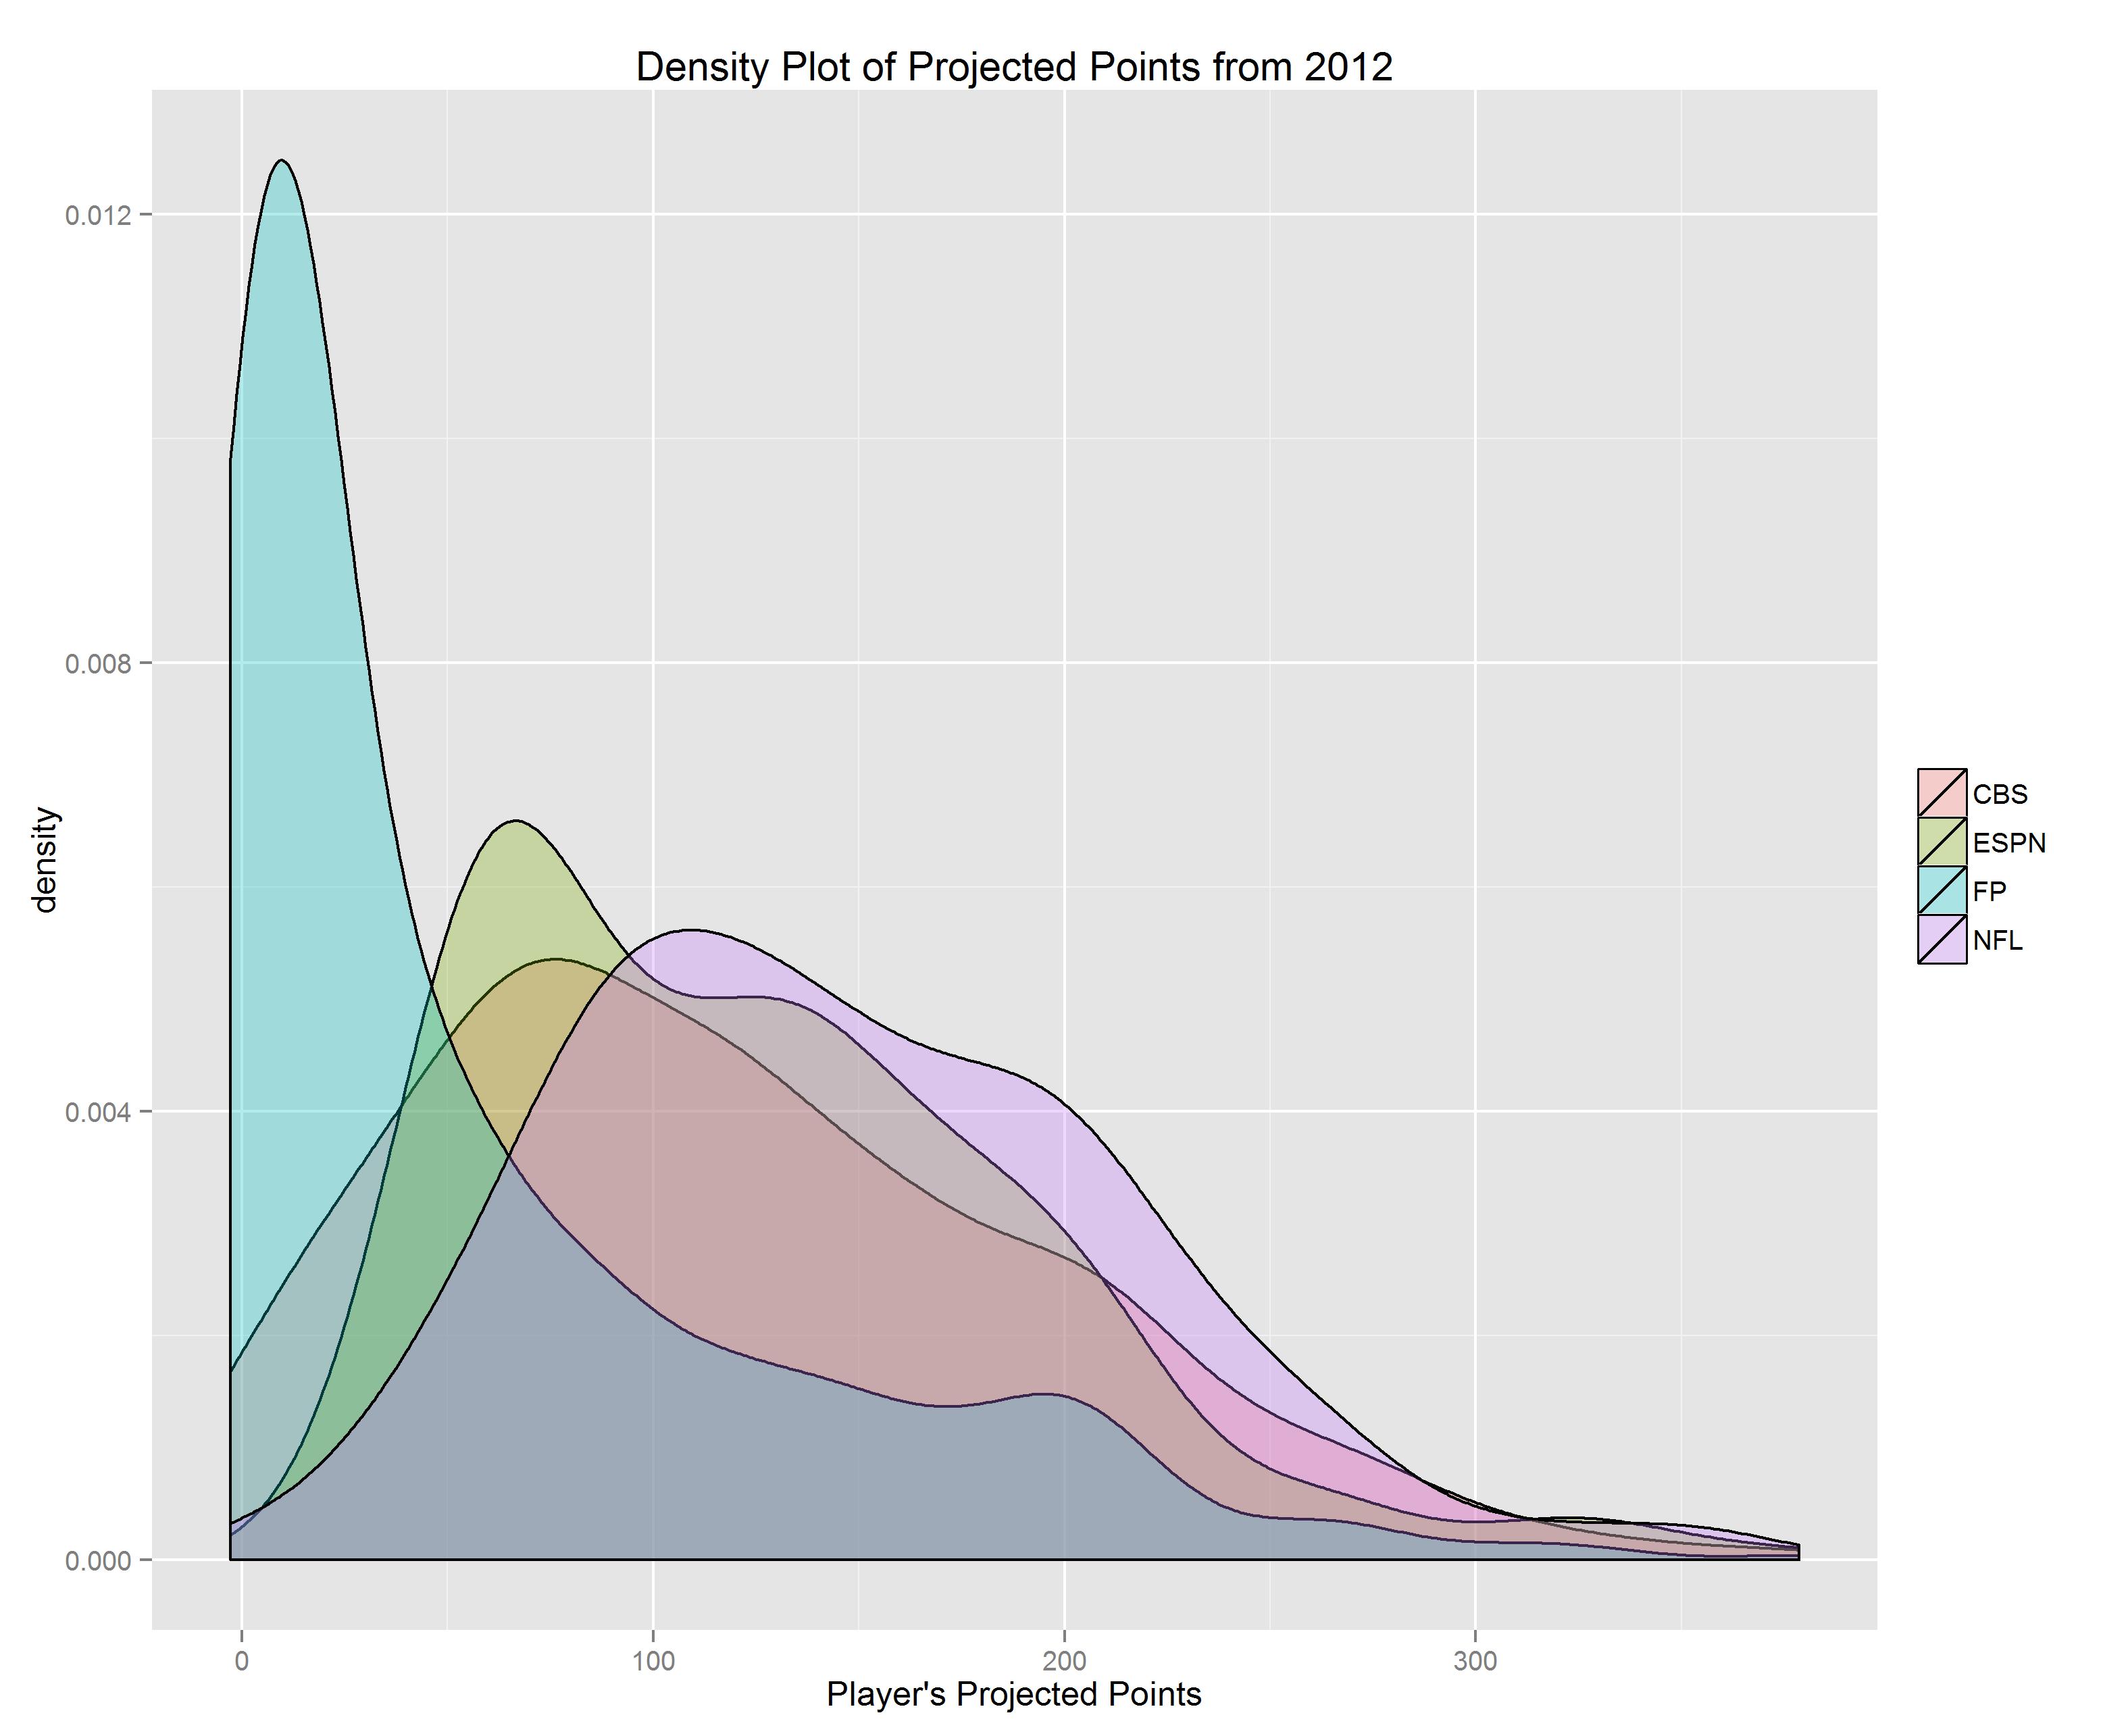 Density Plot of Projected Points from 2012
0.012
0.008
0.004
0.000
density
0
100
200
300
Player's Projected Points
CBS
ESPN
FP
NFL